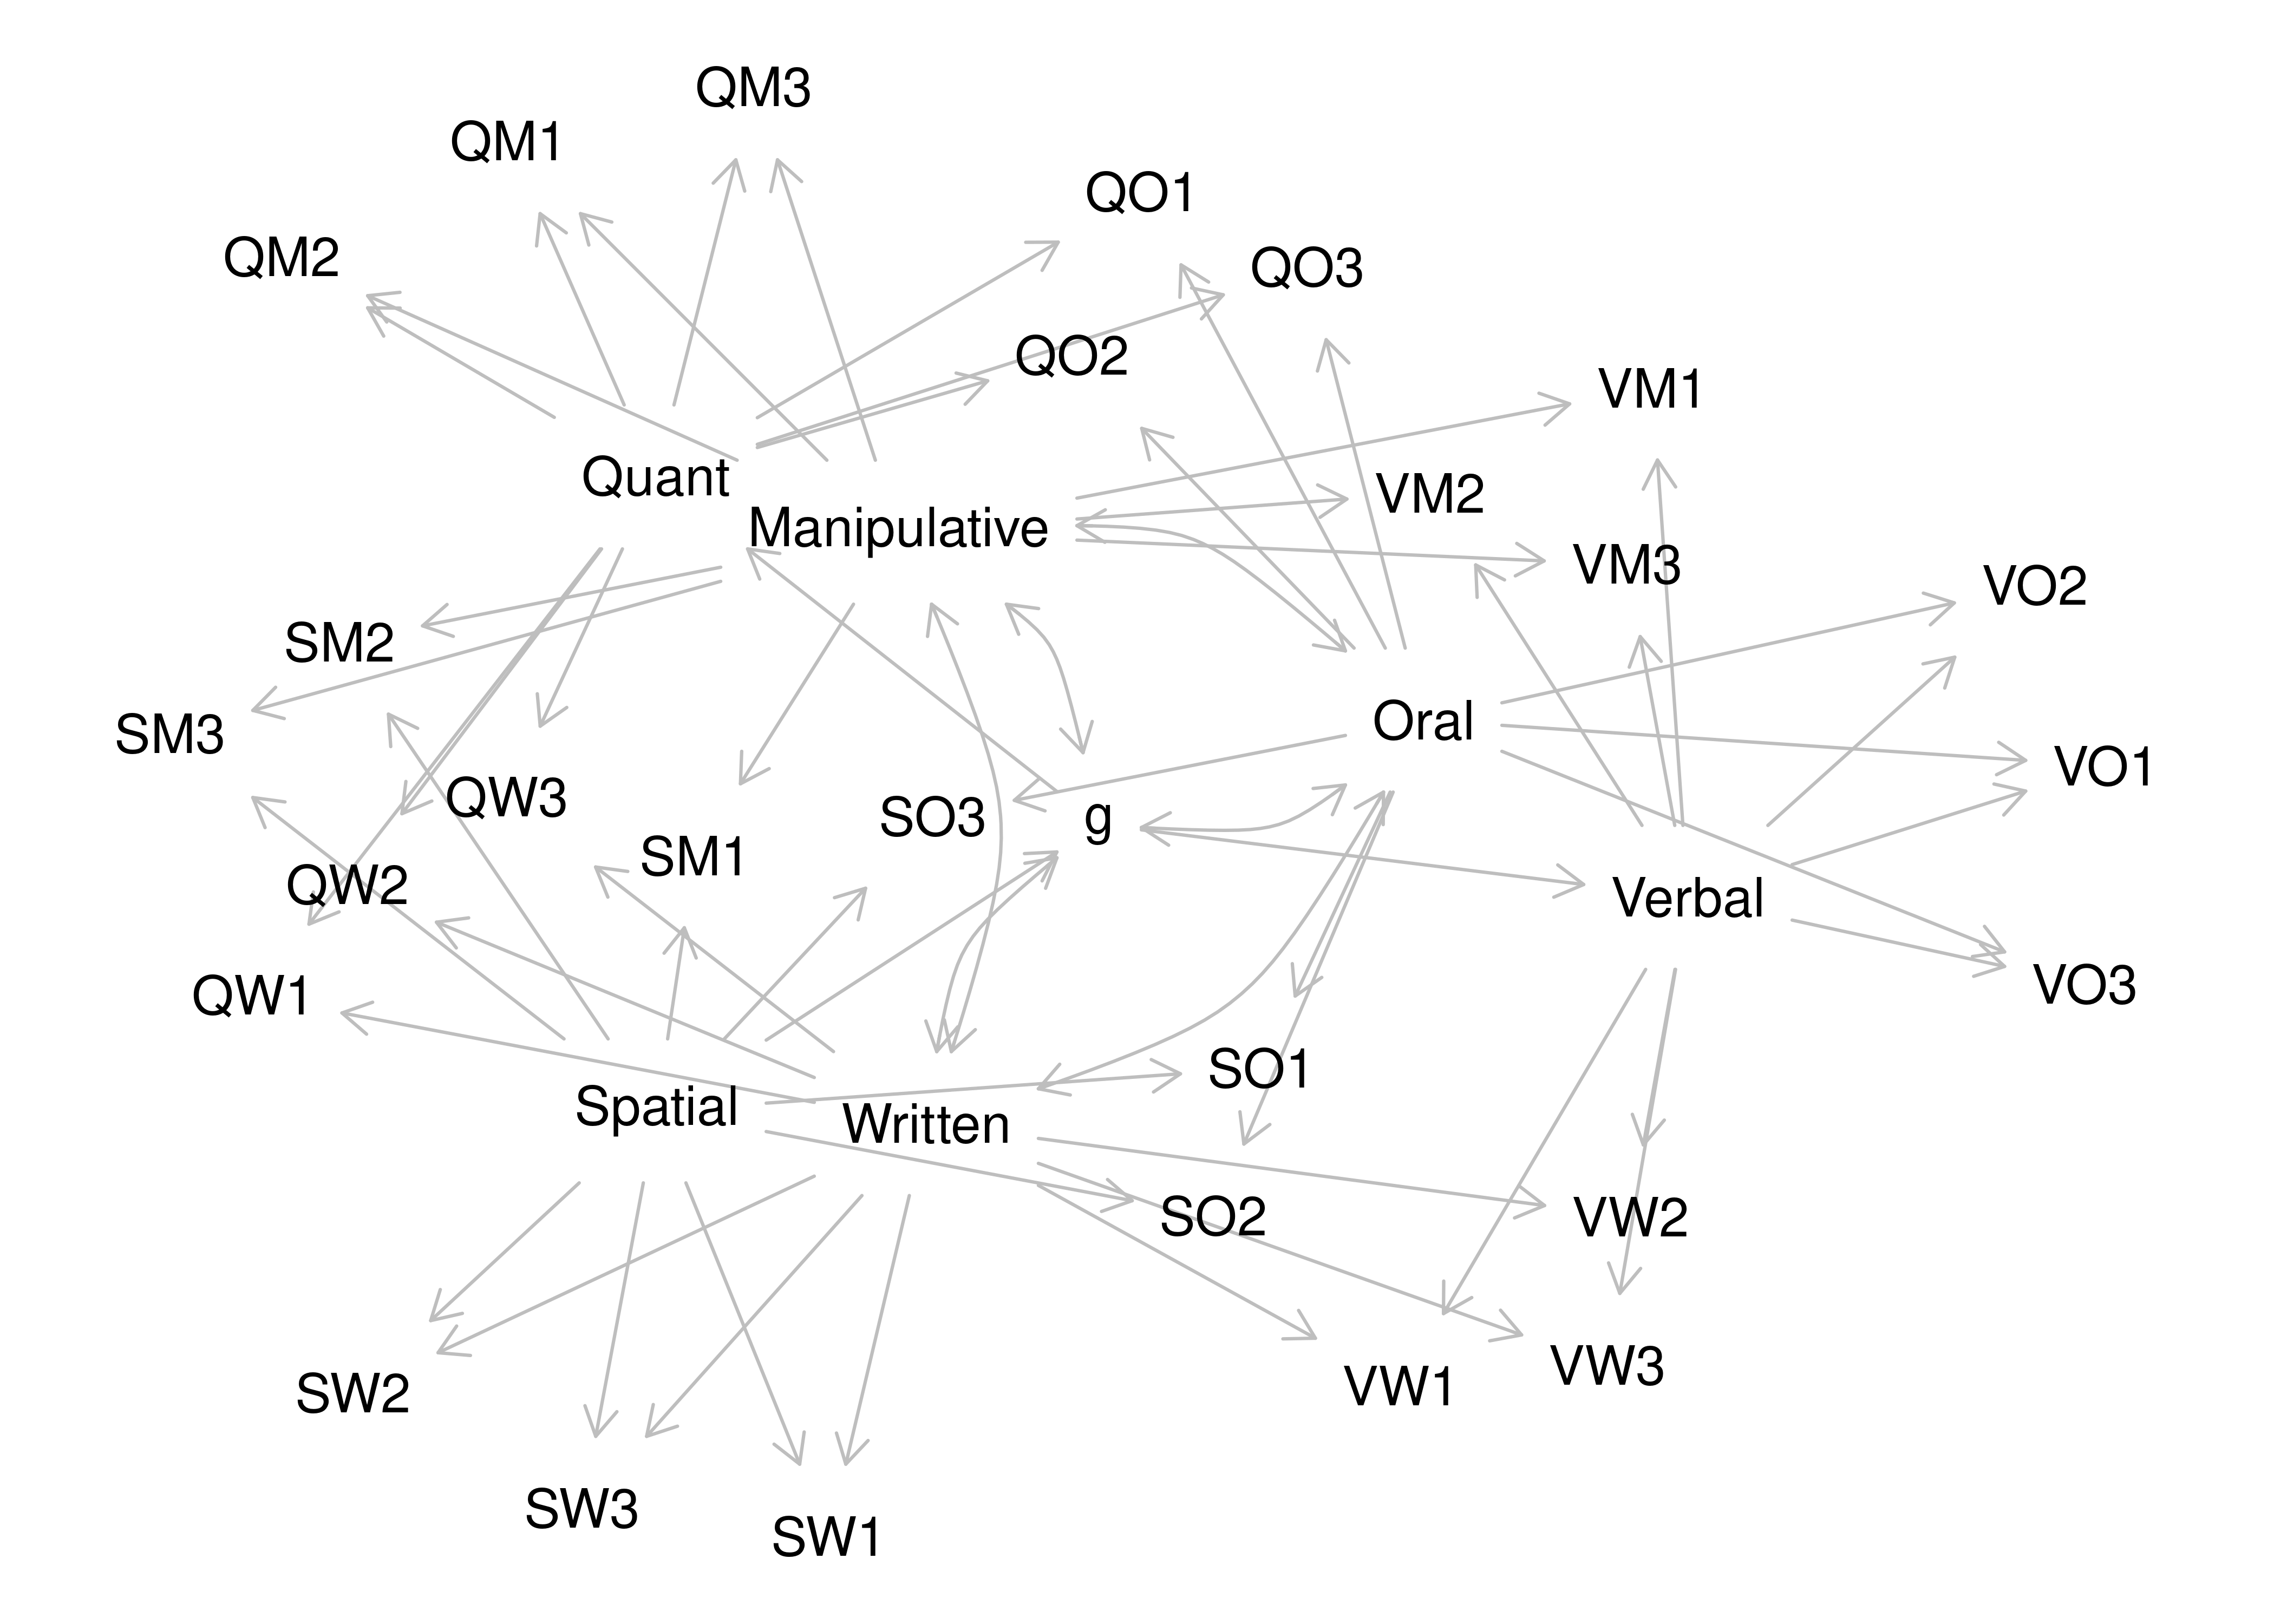 QM3
QM1
QO1
QM2
QO3
QO2
VM1
Quant
VM2
Manipulative
VM3
VO2
SM2
Oral
SM3
VO1
QW3
SO3
g
SM1
QW2
Verbal
QW1
VO3
SO1
Spatial
Written
SO2
VW2
VW3
VW1
SW2
SW3
SW1